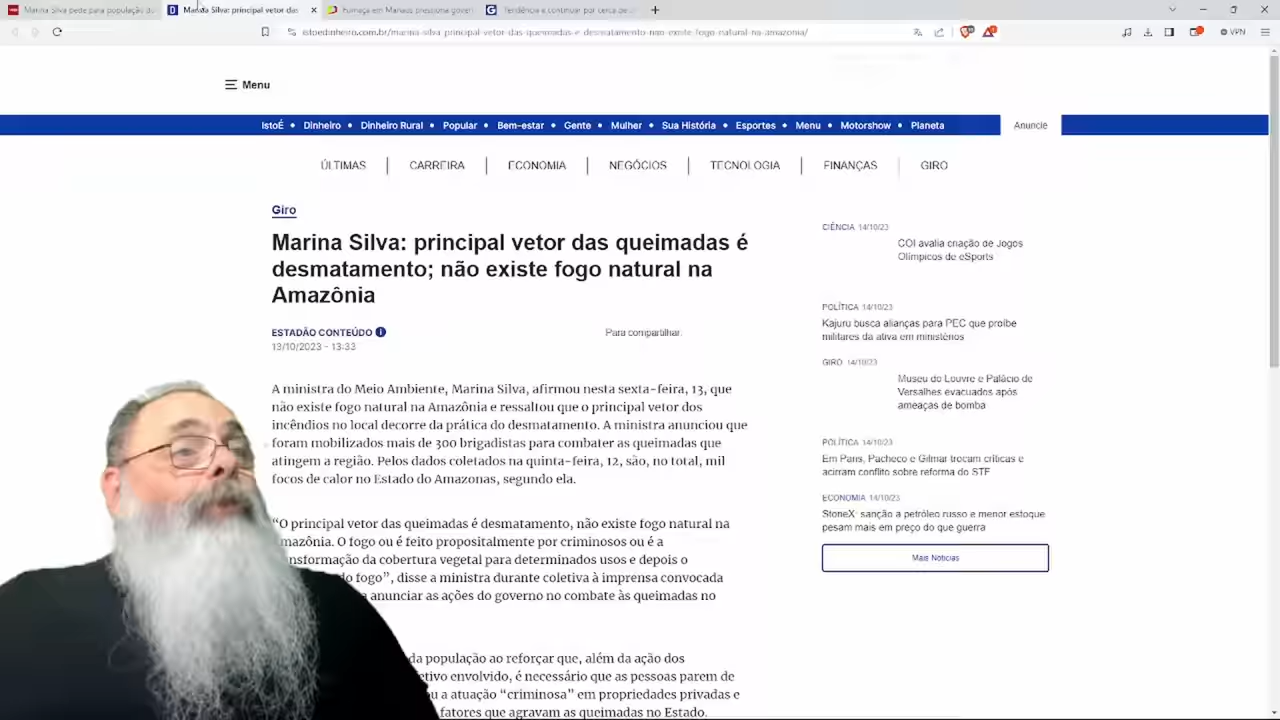 Marina Silva pede para população du
Marina Silva: principal vetor das
Fumaça em Manaus pressiona govern
Tendência é continuar por cerca de
istoedinheiro.com.br/marina-silva-principal-vetor-das-queimadas-e-desmatamento-nao-existe-fogo-natural-na-amazonia/
VPN
Menu
IstoÉ • Dinheiro • Dinheiro Rural • Popular • Bem-estar • Gente • Mulher • Sua História • Esportes • Menu • Motorshow • Planeta
Anuncie
ÚLTIMAS | CARREIRA | ECONOMIA | NEGÓCIOS | TECNOLOGIA | FINANÇAS | GIRO
Giro
Marina Silva: principal vetor das queimadas é
desmatamento; não existe fogo natural na
Amazônia
ESTADÃO CONTEÚDO i
13/10/2023 - 13:33
Para compartilhar:
A ministra do Meio Ambiente, Marina Silva, afirmou nesta sexta-feira, 13, que
não existe fogo natural na Amazônia e ressaltou que o principal vetor dos
incêndios no local decorre da prática do desmatamento. A ministra anunciou que
foram mobilizados mais de 300 brigadistas para combater as queimadas que
atingem a região. Pelos dados coletados na quinta-feira, 12, são, no total, mil
focos de calor no Estado do Amazonas, segundo ela.
“O principal vetor das queimadas é desmatamento, não existe fogo natural na
mazônia. O fogo ou é feito propositalmente por criminosos ou é a
nsformação da cobertura vegetal para determinados usos e depois o
do fogo”, disse a ministra durante coletiva à imprensa convocada
a anunciar as ações do governo no combate às queimadas no
da população ao reforçar que, além da ação dos
etivo envolvido, é necessário que as pessoas parem de
u a atuação “criminosa” em propriedades privadas e
fatores que agravam as queimadas no Estado.
CIÊNCIA 14/10/23
COI avalia criação de Jogos
Olímpicos de eSports
POLÍTICA 14/10/23
Kajuru busca alianças para PEC que proíbe
militares da ativa em ministérios
GIRO 14/10/23
Museu do Louvre e Palácio de
Versalhes evacuados após
ameaças de bomba
POLÍTICA 14/10/23
Em Paris, Pacheco e Gilmar trocam críticas e
acirram conflito sobre reforma do STF
ECONOMIA 14/10/23
StoneX: sanção a petróleo russo e menor estoque
pesam mais em preço do que guerra
Mais Notícias